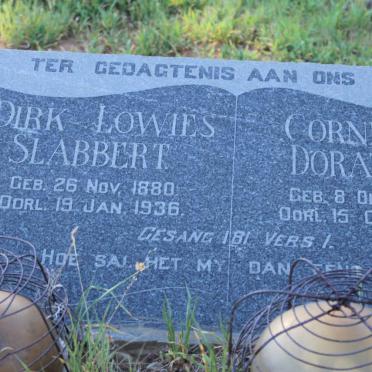 TER GEDAGTENIS AAN ONS
DIRK LOWIES
SLABBERT
GEB. 26 NOV. 1880
OORL. 19 JAN. 1936.
CORN
DORA
GEB. 8 D
OORL. 15
GESANG 181 VERS 1.
HOE SAL HET MY DAN